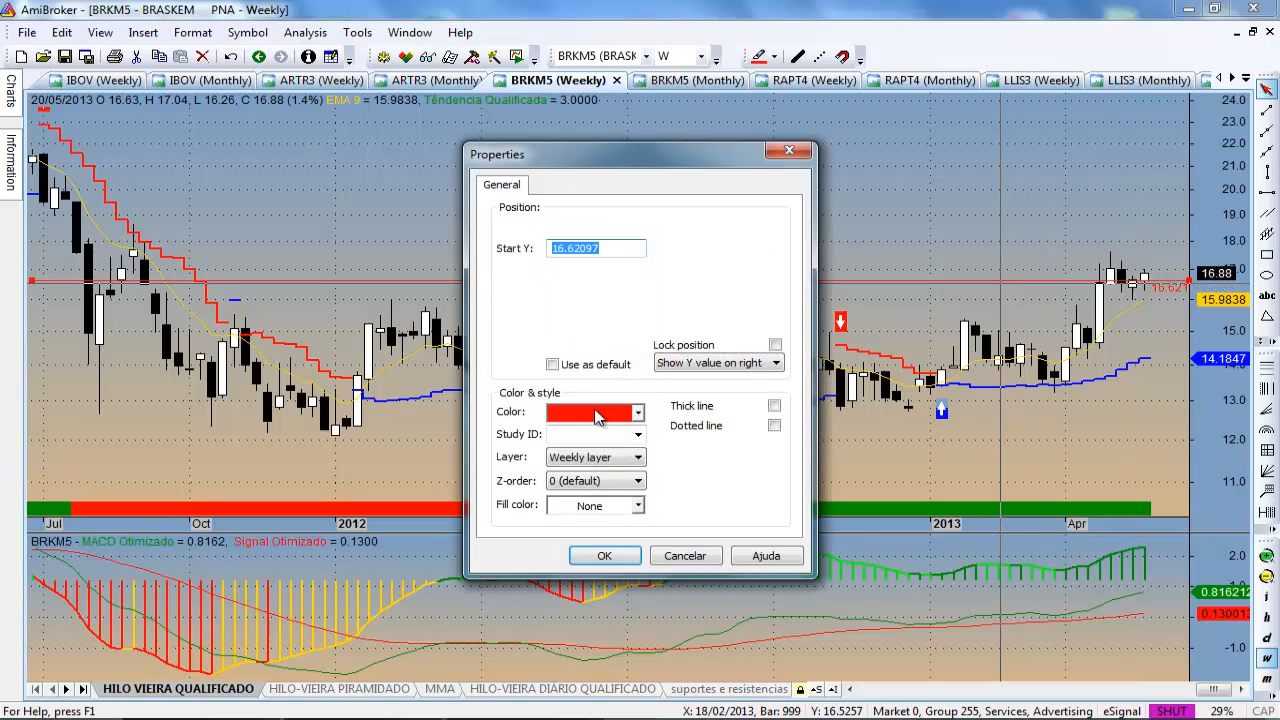 AmiBroker - [BRKM5 - BRASKEM PNA - Weekly]
File Edit View Insert Format Symbol Analysis Tools Window Help
BRKM5 (BRASK W
IBOV (Weekly) IBOV (Monthly) ARTR3 (Weekly) ARTR3 (Monthly) BRKM5 (Weekly) BRKM5 (Monthly) RAPT4 (Weekly) RAPT4 (Monthly) LLIS3 (Weekly) LLIS3 (Monthly)
Charts
Information
20/05/2013 O 16.63, H 17.04, L 16.26, C 16.88 (1.4%) EMA 9 = 15.9838, Têndencia Qualificada = 3.0000
24.0
23.0
22.0
21.0
20.0
19.0
18.0
17.0
16.88
16.621
15.9838
15.0
14.1847
13.0
12.0
11.0
Properties
General
Position:
Start Y: 16.62097
Lock position
Use as default Show Y value on right
Color & style
Color: Thick line
Dotted line
Study ID:
Layer: Weekly layer
Z-order: 0 (default)
Fill color: None
OK Cancelar Ajuda
abc
Jul Oct 2012 2013 Apr
BRKM5 - MACD Otimizado = 0.8162, Signal Otimizado = 0.1300
2.0
1.0
0.816212
0.130013
-1.0
i
h
d
w
m
HILO VIEIRA QUALIFICADO HILO-VIEIRA PIRAMIDADO MMA HILO-VIEIRA DIARIO QUALIFICADO suportes e resistencias
For Help, press F1 X: 18/02/2013, Bar: 999 Y: 16.5257 Market 0, Group 255, Services, Advertising eSignal SHUT 29% CAP